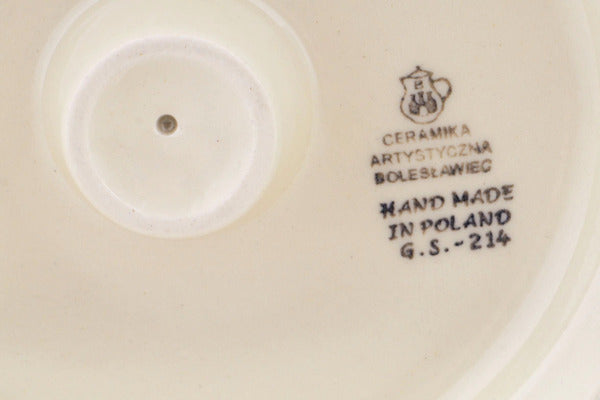 CERAMIKA
ARTYSTYCZNA
BOLESŁAWIEC
HAND MADE
IN POLAND
G.S.-214